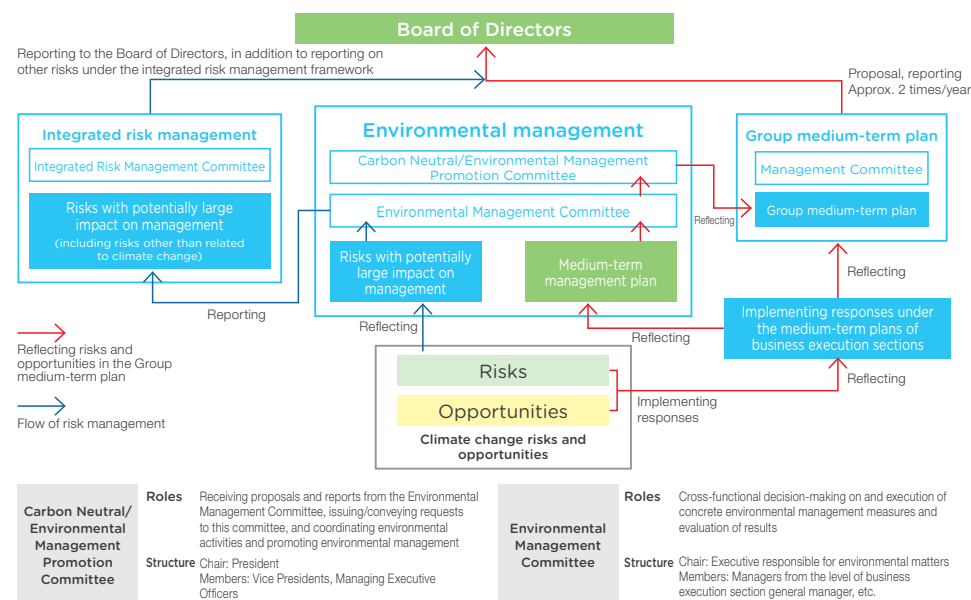 Board of Directors
Reporting to the Board of Directors, in addition to reporting on
other risks under the integrated risk management framework
Proposal, reporting
Approx. 2 times/year
Integrated risk management
Integrated Risk Management Committee
Risks with potentially large
impact on management
(including risks other than related
to climate change)
Environmental management
Carbon Neutral/Environmental Management
Promotion Committee
Environmental Management Committee
Risks with potentially
large impact on
management
Medium-term
management plan
Group medium-term plan
Management Committee
Group medium-term plan
Reflecting
Reflecting
Reporting
Reflecting
Implementing responses under
the medium-term plans of
business execution sections
Reflecting
Reflecting
Reflecting risks and
opportunities in the Group
medium-term plan
Flow of risk management
Risks
Opportunities
Climate change risks and
opportunities
Implementing
responses
Carbon Neutral/
Environmental
Management
Promotion
Committee
Roles
Receiving proposals and reports from the Environmental
Management Committee, issuing/conveying requests
to this committee, and coordinating environmental
activities and promoting environmental management
Structure
Chair: President
Members: Vice Presidents, Managing Executive
Officers
Environmental
Management
Committee
Roles
Cross-functional decision-making on and execution of
concrete environmental management measures and
evaluation of results
Structure
Chair: Executive responsible for environmental matters
Members: Managers from the level of business
execution section general manager, etc.